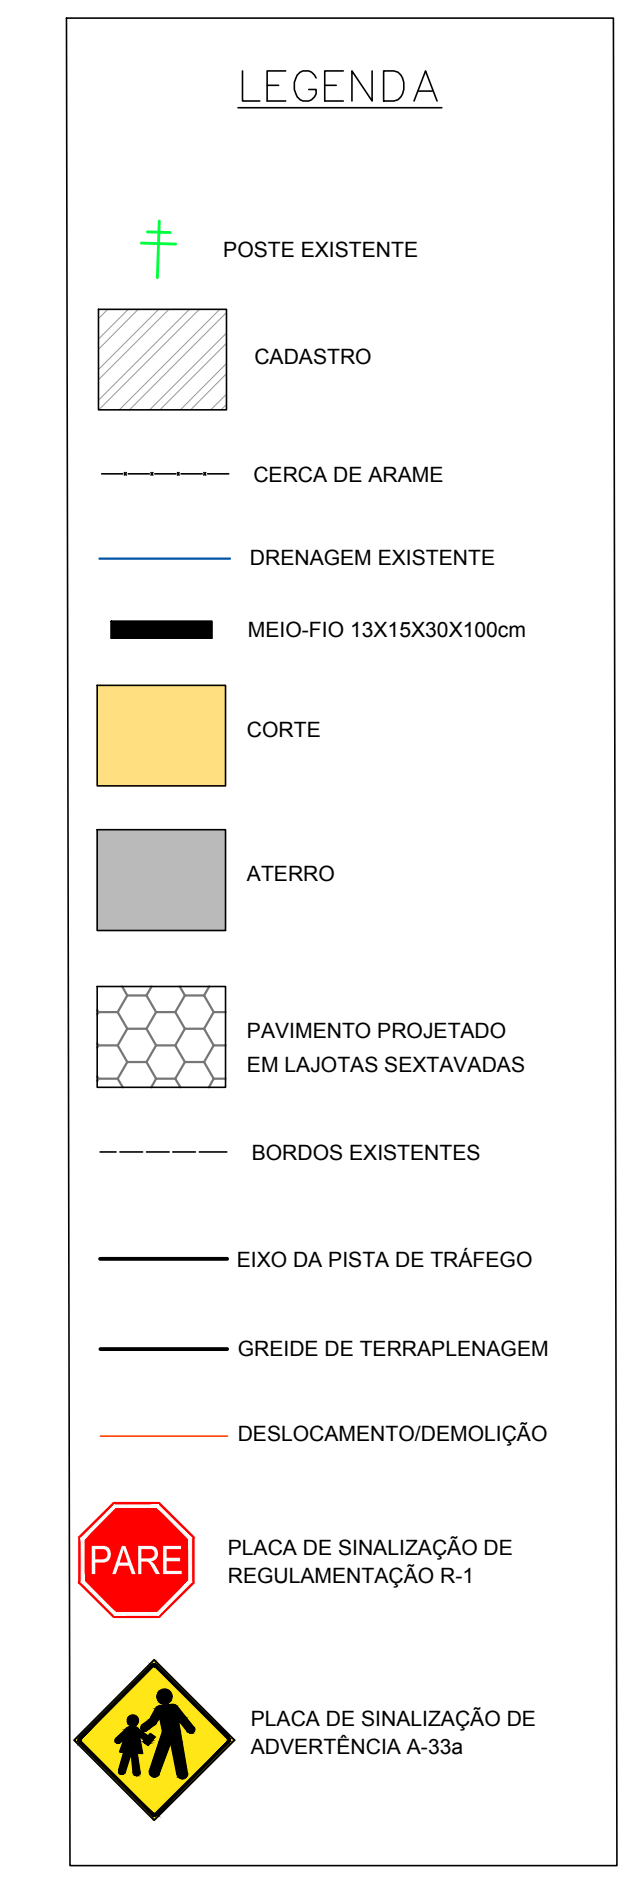 LEGENDA
POSTE EXISTENTE
CADASTRO
CERCA DE ARAME
DRENAGEM EXISTENTE
MEIO-FIO 13X15X30X100cm
CORTE
ATERRO
PAVIMENTO PROJETADO
EM LAJOTAS SEXTAVADAS
BORDOS EXISTENTES
EIXO DA PISTA DE TRÁFEGO
GREIDE DE TERRAPLENAGEM
DESLOCAMENTO/DEMOLIÇÃO
PARE
PLACA DE SINALIZAÇÃO DE
REGULAMENTAÇÃO R-1
PLACA DE SINALIZAÇÃO DE
ADVERTÊNCIA A-33a